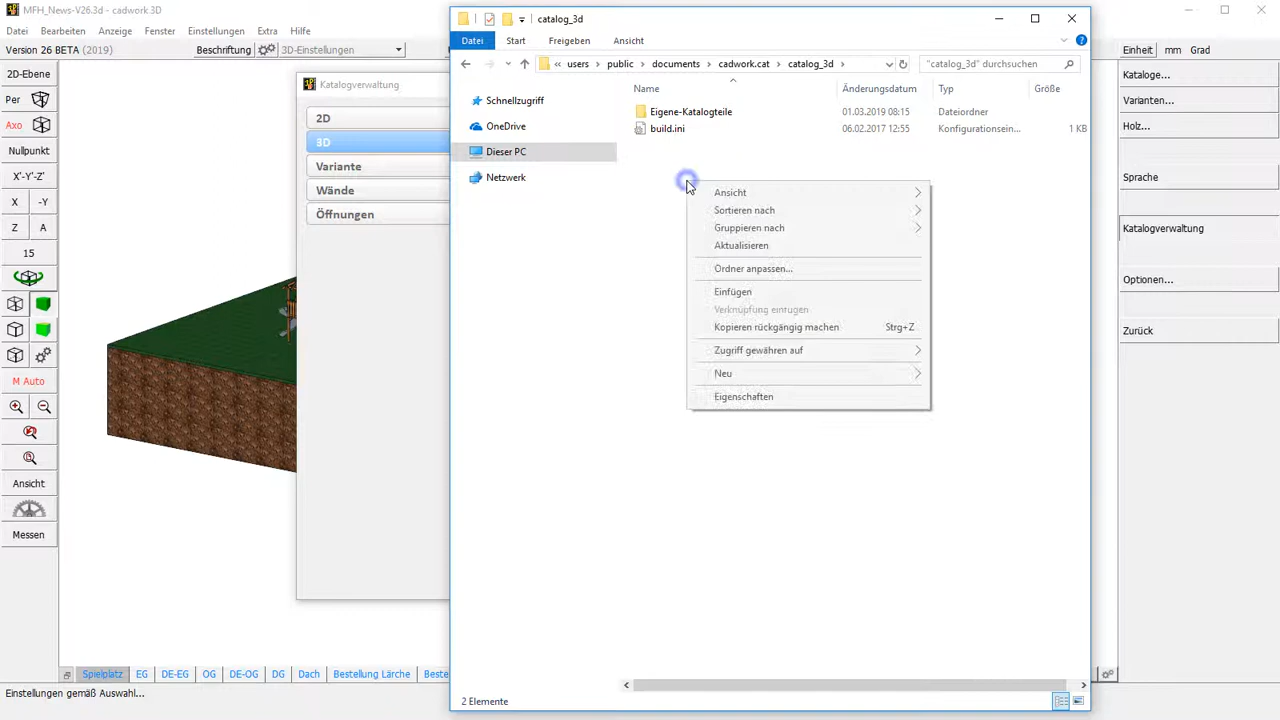 MFH_News-V26.3d - cadwork.3D
Datei Bearbeiten Anzeige Fenster Einstellungen Extra Hilfe
Version 26 BETA (2019) Beschriftung 3D-Einstellungen
2D-Ebene
Per
Axo
Nullpunkt
X'-Y'-Z'
X -Y
Z A
15
M Auto
Ansicht
Messen
Katalogverwaltung
2D
3D
Variante
Wände
Öffnungen
catalog_3d
Datei Start Freigeben Ansicht
« users › public › documents › cadwork.cat › catalog_3d › "catalog_3d" durchsuchen
Schnellzugriff
OneDrive
Dieser PC
Netzwerk
Name Änderungsdatum Typ Größe
Eigene-Katalogteile 01.03.2019 08:15 Dateiordner
build.ini 06.02.2017 12:55 Konfigurationsein... 1 KB
Ansicht
Sortieren nach
Gruppieren nach
Aktualisieren
Ordner anpassen...
Einfügen
Verknüpfung einfügen
Kopieren rückgängig machen Strg+Z
Zugriff gewähren auf
Neu
Eigenschaften
2 Elemente
Einheit mm Grad
Kataloge...
Varianten...
Holz...
Sprache
Katalogverwaltung
Optionen...
Zurück
Spielplatz EG DE-EG OG DE-OG DG Dach Bestellung Lärche Beste
Einstellungen gemäß Auswahl...